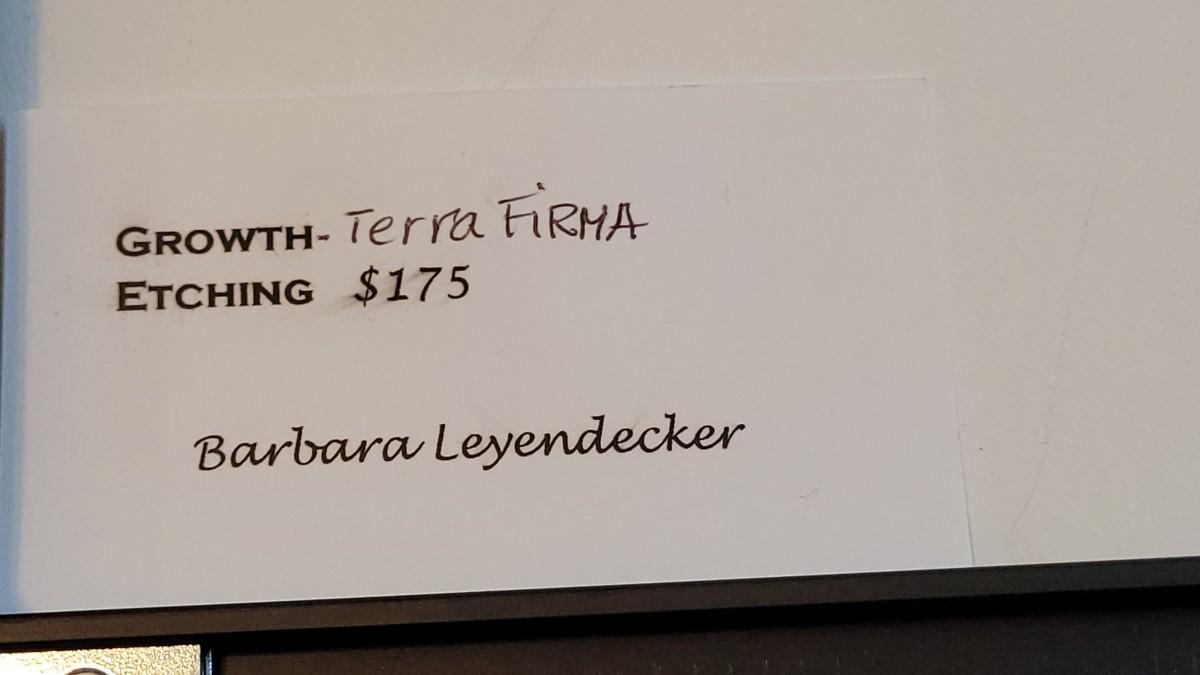 GROWTH- Terra FiRMA
ETCHING $175
Barbara Leyendecker